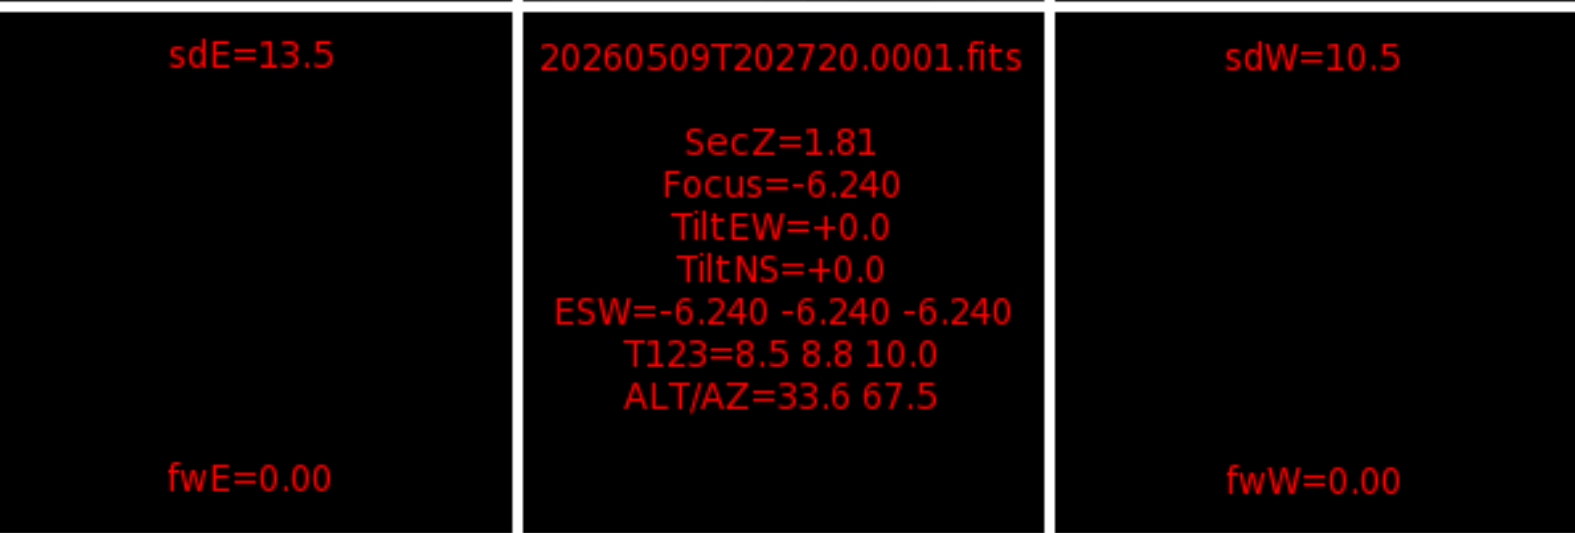 sdE=13.5
20260509T202720.0001.fits
sdW=10.5
SecZ=1.81
Focus=-6.240
TiltEW=+0.0
TiltNS=+0.0
ESW=-6.240 -6.240 -6.240
T123=8.5 8.8 10.0
ALT/AZ=33.6 67.5
fwE=0.00
fwW=0.00